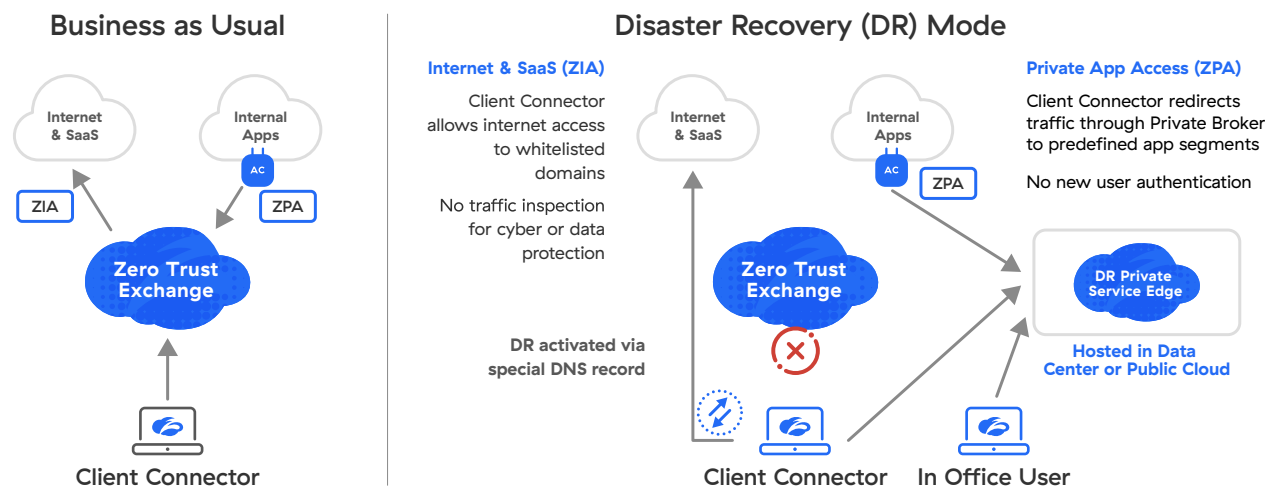 Business as Usual
Internet
& SaaS
Internal
Apps
AC
ZIA
ZPA
Zero Trust
Exchange
Client Connector
Disaster Recovery (DR) Mode
Internet & SaaS (ZIA)
Client Connector
allows internet access
to whitelisted
domains
No traffic inspection
for cyber or data
protection
DR activated via
special DNS record
Internet
& SaaS
Internal
Apps
AC
ZPA
Zero Trust
Exchange
Private App Access (ZPA)
Client Connector redirects
traffic through Private Broker
to predefined app segments
No new user authentication
DR Private
Service Edge
Hosted in Data
Center or Public Cloud
Client Connector
In Office User